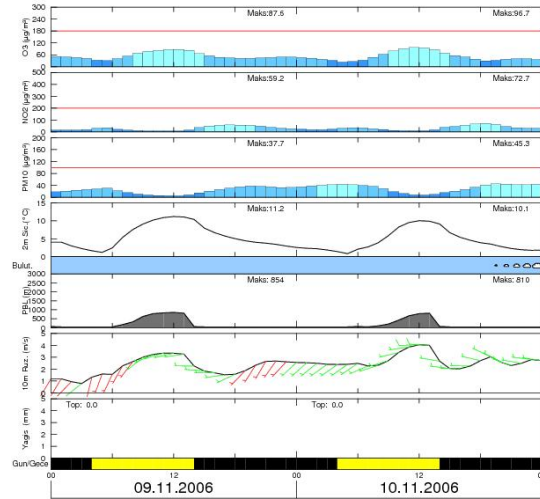 300
240
180
120
60
0
O3 (µg/m³)
Maks:87.5
Maks:96.7
500
400
300
200
100
0
NO2 (µg/m³)
Maks:59.2
Maks:72.7
200
160
120
80
40
0
PM10 (µg/m³)
Maks:37.7
Maks:45.3
15
10
5
0
2m Sic.(°C)
Maks:11.2
Maks:10.1
Bulut.
3000
2500
2000
1500
1000
500
0
PBL (m)
Maks: 854
Maks: 810
5
4
3
2
1
0
10m Ruz. (m/s)
Top: 0.0
Top: 0.0
4
3
2
1
0
Yagis (mm)
Gun/Gece
12
00
12
09.11.2006
10.11.2006